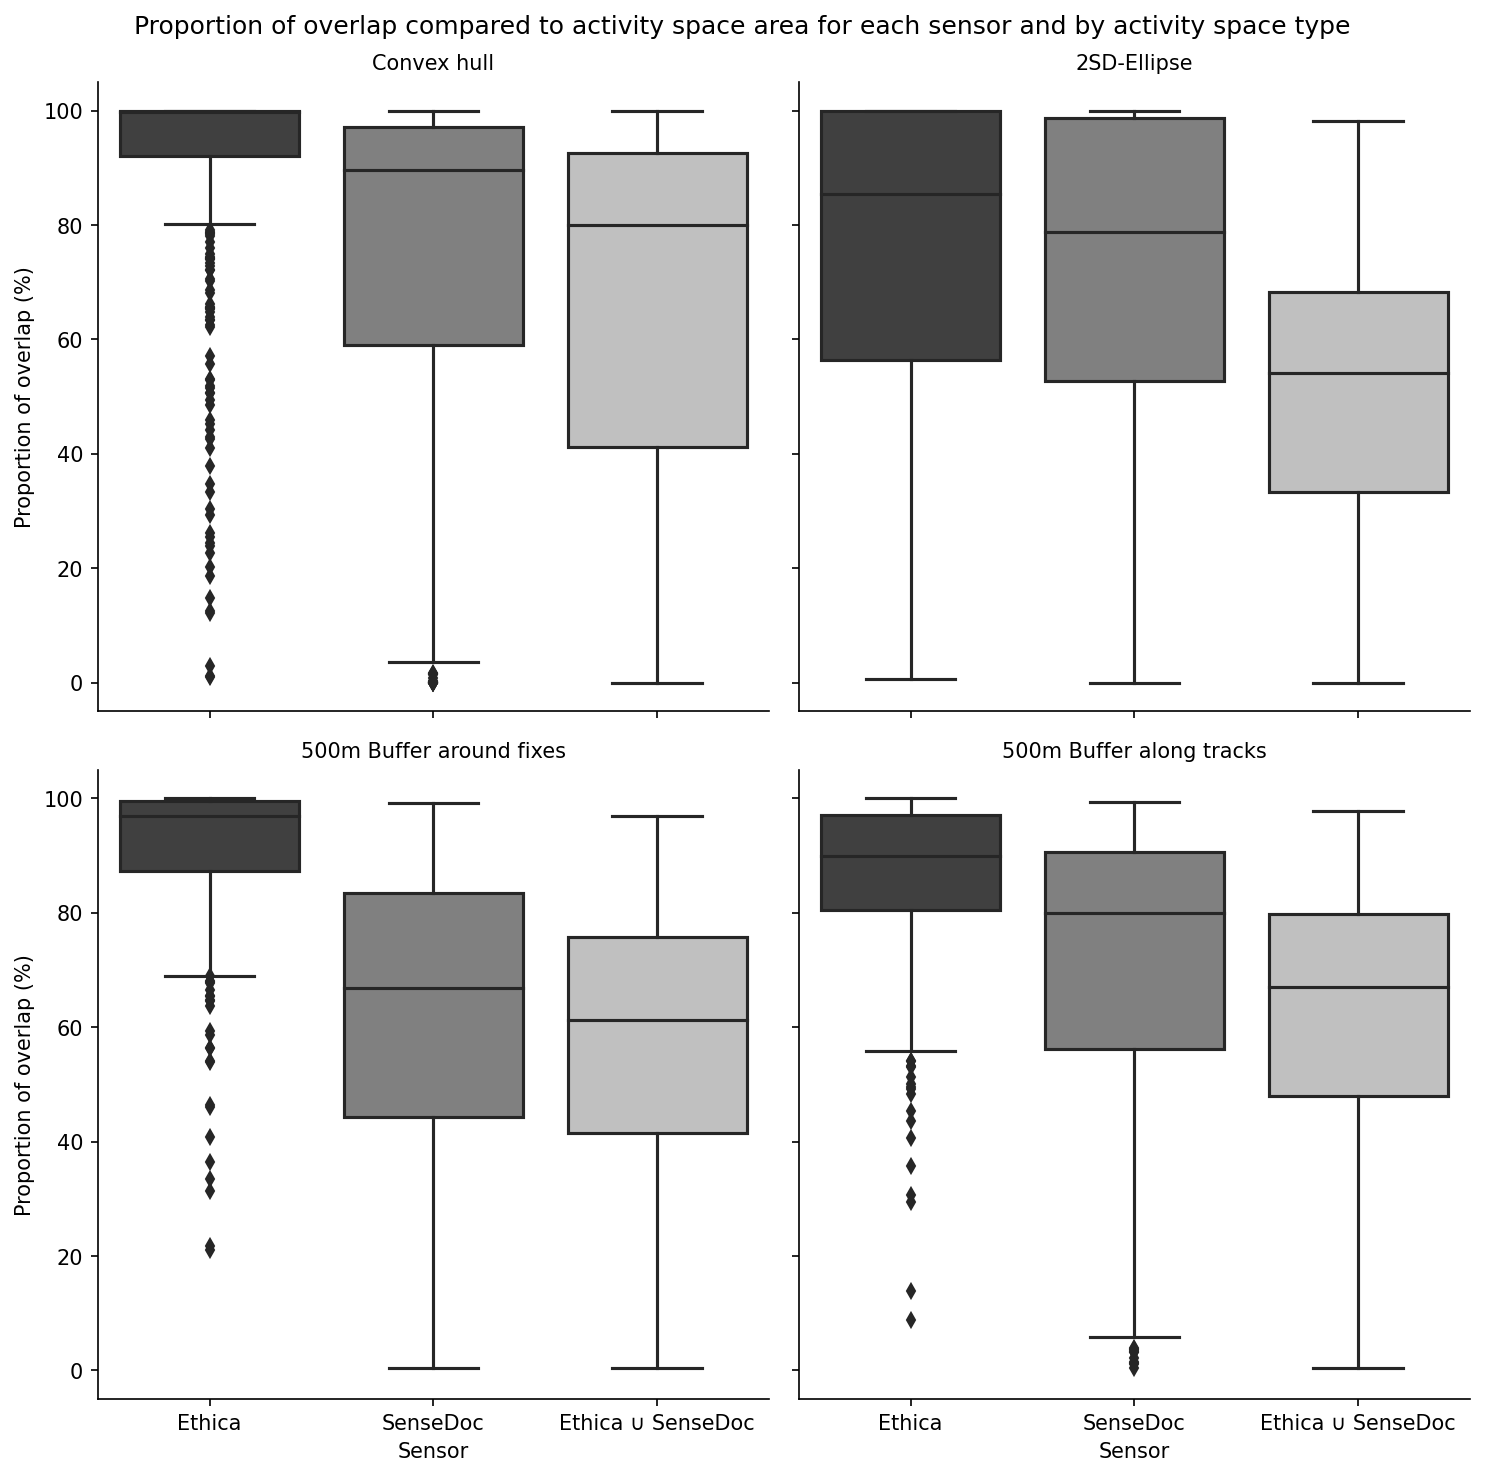 Proportion of overlap compared to activity space area for each sensor and by activity space type
Convex hull
2SD-Ellipse
Proportion of overlap (%)
100
80
60
40
20
0
500m Buffer around fixes
500m Buffer along tracks
Proportion of overlap (%)
100
80
60
40
20
0
Ethica
SenseDoc
Ethica ∪ SenseDoc
Sensor
Ethica
SenseDoc
Ethica ∪ SenseDoc
Sensor